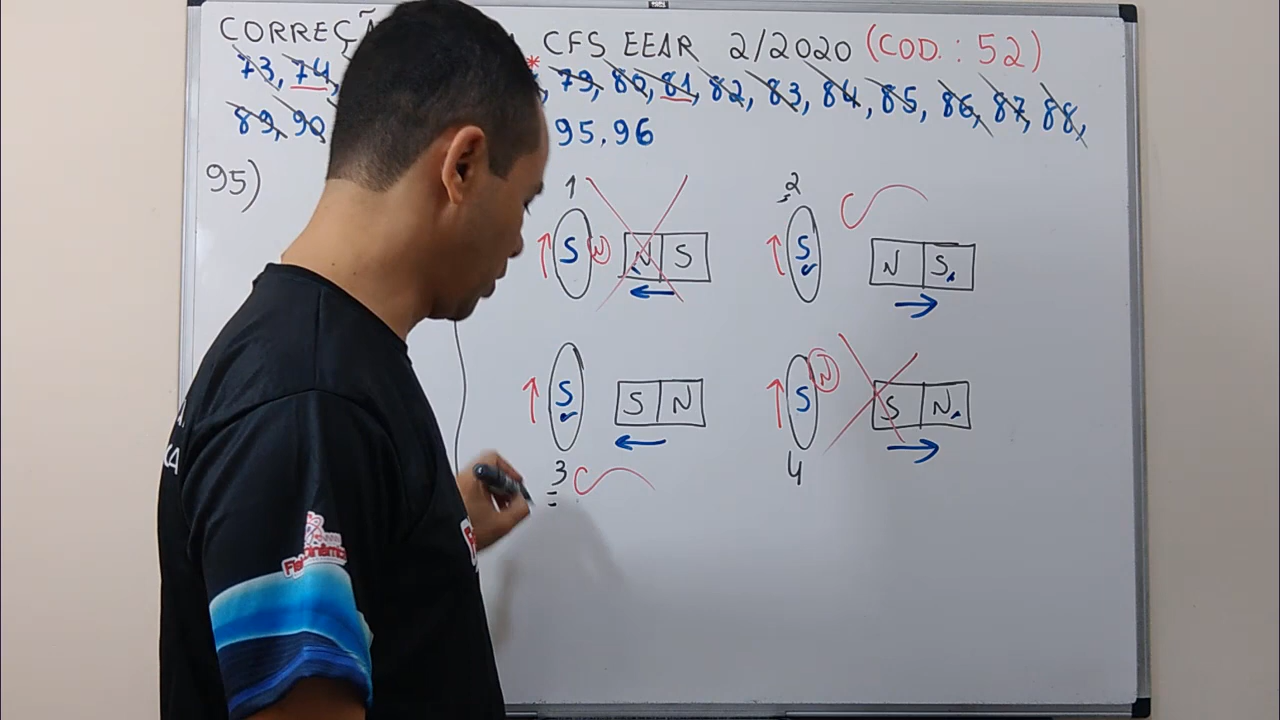 CORREÇÃ CFS EEAR 2/2020 (COD.: 52)
73, 74, * 79, 80, 81, 82, 83, 84, 85, 86, 87, 88,
89, 90 95, 96
95)
1 2
S N N S
S N S
S S N
S N S N
3 4